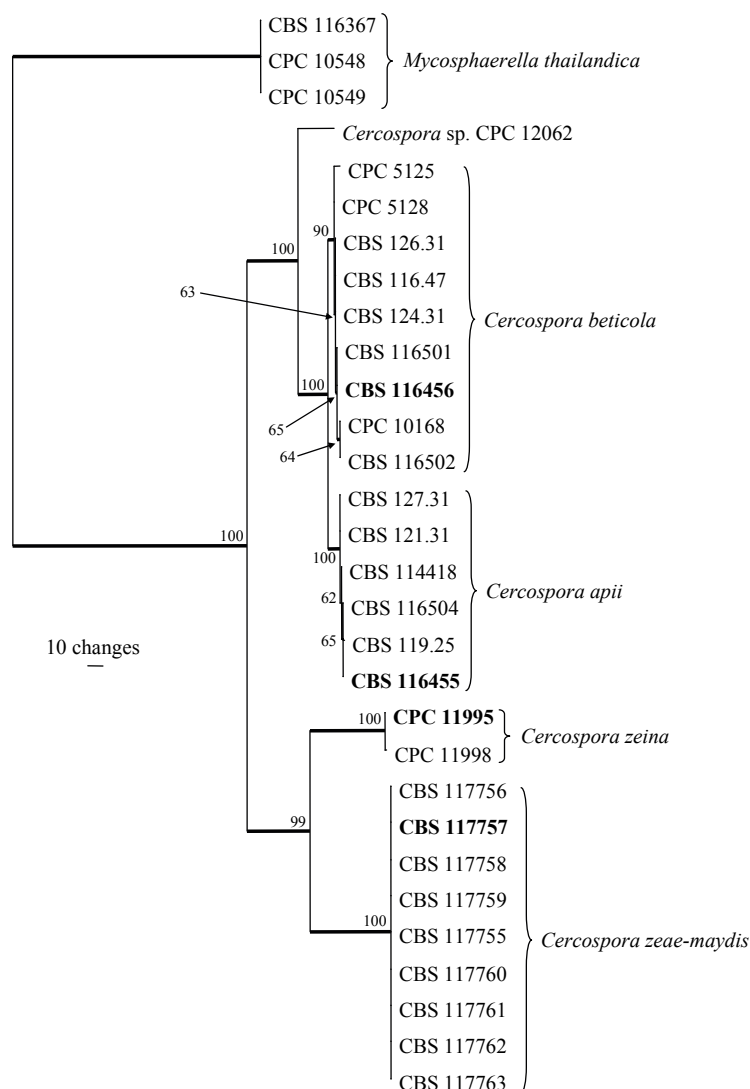 CBS 116367
CPC 10548
CPC 10549
Mycosphaerella thailandica
Cercospora sp. CPC 12062
CPC 5125
CPC 5128
CBS 126.31
CBS 116.47
CBS 124.31
CBS 116501
CBS 116456
CPC 10168
CBS 116502
Cercospora beticola
90
100
63
100
65
64
CBS 127.31
CBS 121.31
CBS 114418
CBS 116504
CBS 119.25
CBS 116455
Cercospora apii
100
62
65
100
10 changes
CPC 11995
CPC 11998
Cercospora zeina
100
99
CBS 117756
CBS 117757
CBS 117758
CBS 117759
CBS 117755
CBS 117760
CBS 117761
CBS 117762
CBS 117763
Cercospora zeae-maydis
100